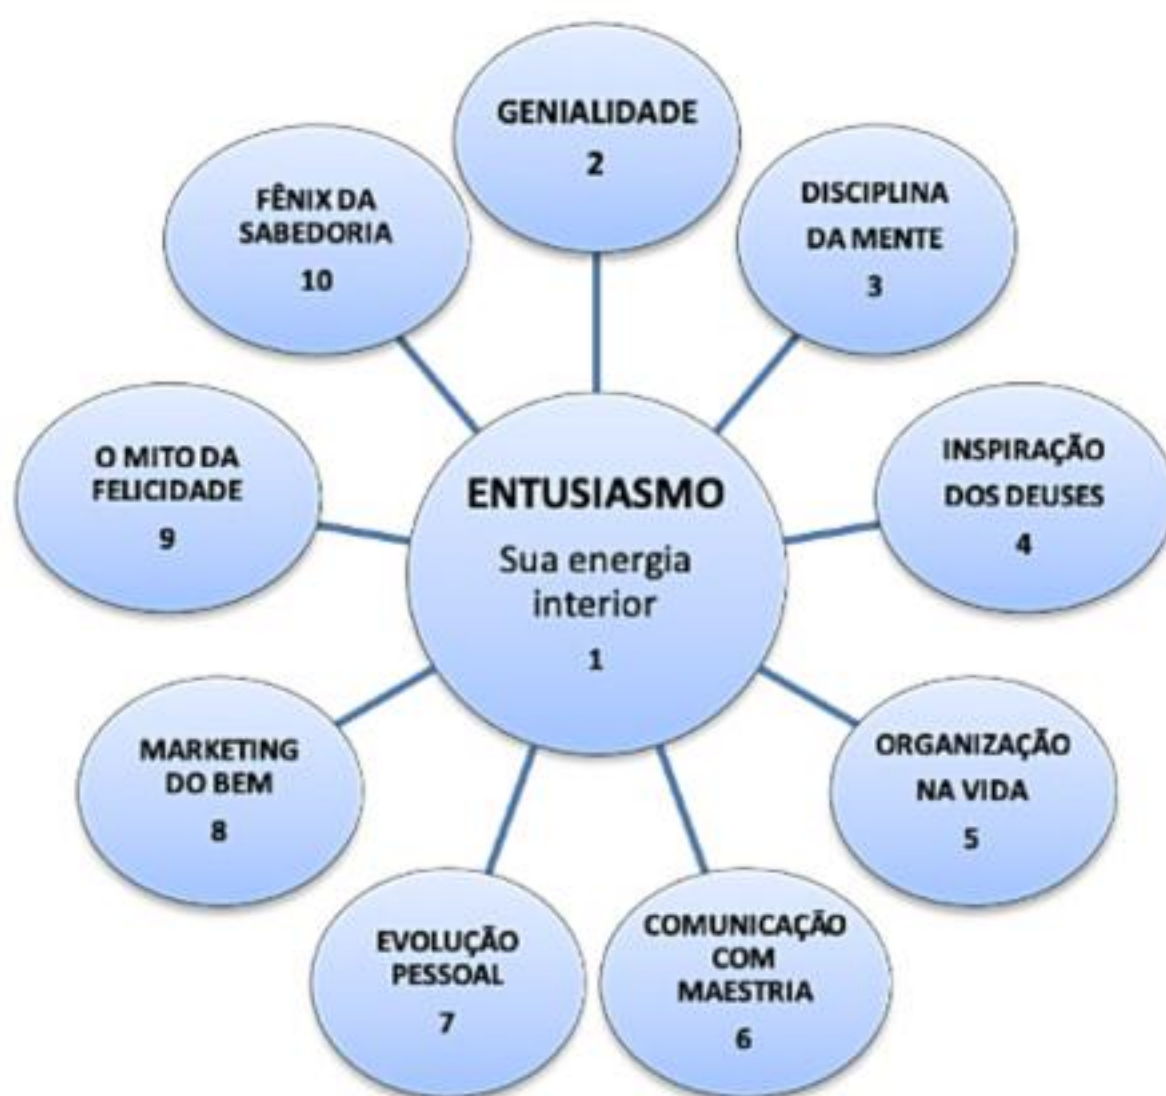 ENTUSIASMO
Sua energia
interior
1
GENIALIDADE
2
DISCIPLINA
DA MENTE
3
INSPIRAÇÃO
DOS DEUSES
4
ORGANIZAÇÃO
NA VIDA
5
COMUNICAÇÃO
COM
MAESTRIA
6
EVOLUÇÃO
PESSOAL
7
MARKETING
DO BEM
8
O MITO DA
FELICIDADE
9
FÊNIX DA
SABEDORIA
10